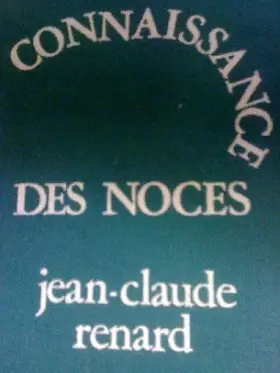 CONNAISSANCE
DES NOCES
jean-claude
renard